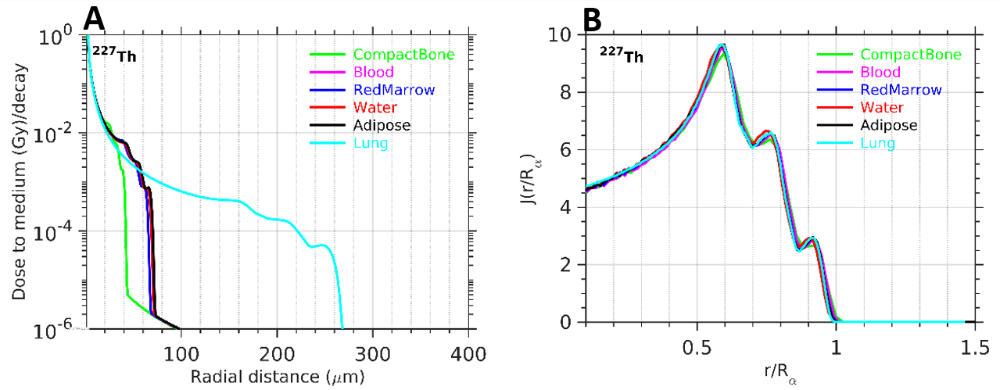 A
²²⁷Th
CompactBone
Blood
RedMarrow
Water
Adipose
Lung
10⁰
10⁻²
10⁻⁴
10⁻⁶
100
200
300
400
Dose to medium (Gy)/decay
Radial distance (μm)
B
²²⁷Th
CompactBone
Blood
RedMarrow
Water
Adipose
Lung
10
8
6
4
2
0
0.5
1
1.5
J(r/Rα)
r/Rα